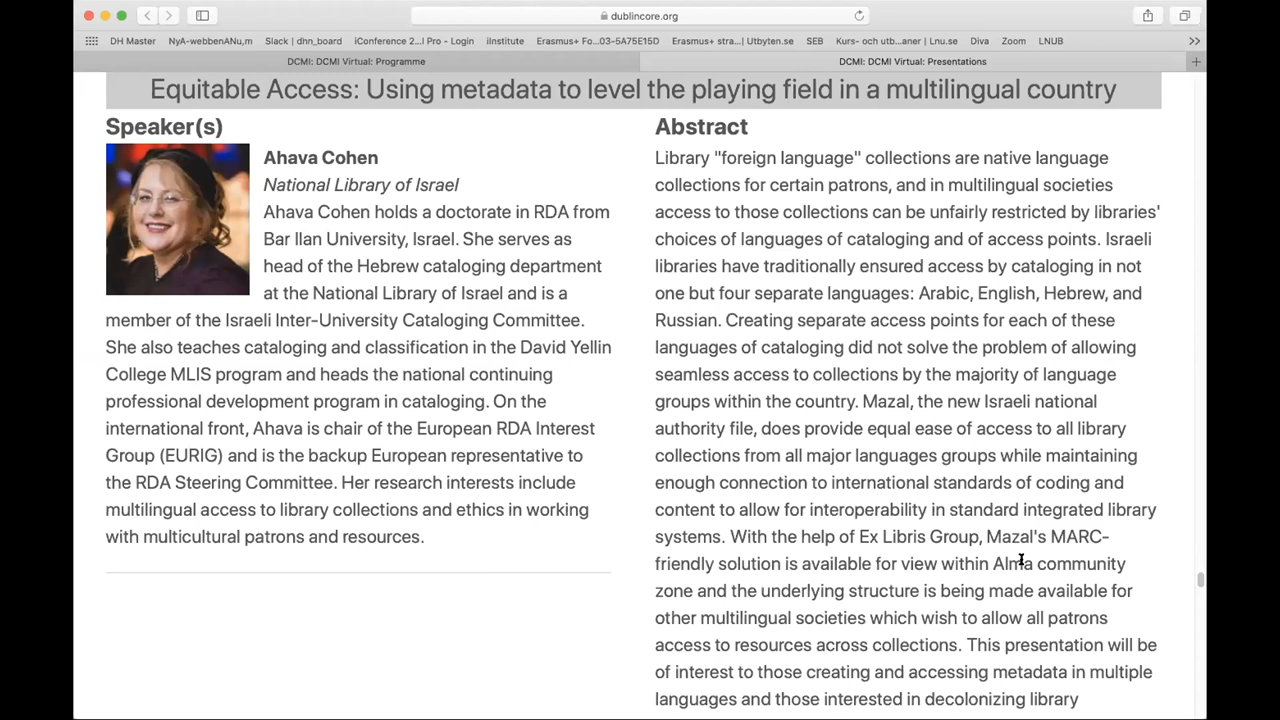 dublincore.org
DH Master
NyA-webbenANu,m
Slack | dhn_board
iConference 2...l Pro - Login
iInstitute
Erasmus+ Fo...03-5A75E15D
Erasmus+ stra...| Utbyten.se
SEB
Kurs- och utb...aner | Lnu.se
Diva
Zoom
LNUB
DCMI: DCMI Virtual: Programme
DCMI: DCMI Virtual: Presentations
Equitable Access: Using metadata to level the playing field in a multilingual country
Speaker(s)
Ahava Cohen
National Library of Israel
Ahava Cohen holds a doctorate in RDA from
Bar Ilan University, Israel. She serves as
head of the Hebrew cataloging department
at the National Library of Israel and is a
member of the Israeli Inter-University Cataloging Committee.
She also teaches cataloging and classification in the David Yellin
College MLIS program and heads the national continuing
professional development program in cataloging. On the
international front, Ahava is chair of the European RDA Interest
Group (EURIG) and is the backup European representative to
the RDA Steering Committee. Her research interests include
multilingual access to library collections and ethics in working
with multicultural patrons and resources.
Abstract
Library "foreign language" collections are native language
collections for certain patrons, and in multilingual societies
access to those collections can be unfairly restricted by libraries'
choices of languages of cataloging and of access points. Israeli
libraries have traditionally ensured access by cataloging in not
one but four separate languages: Arabic, English, Hebrew, and
Russian. Creating separate access points for each of these
languages of cataloging did not solve the problem of allowing
seamless access to collections by the majority of language
groups within the country. Mazal, the new Israeli national
authority file, does provide equal ease of access to all library
collections from all major languages groups while maintaining
enough connection to international standards of coding and
content to allow for interoperability in standard integrated library
systems. With the help of Ex Libris Group, Mazal's MARC-
friendly solution is available for view within Alma community
zone and the underlying structure is being made available for
other multilingual societies which wish to allow all patrons
access to resources across collections. This presentation will be
of interest to those creating and accessing metadata in multiple
languages and those interested in decolonizing library